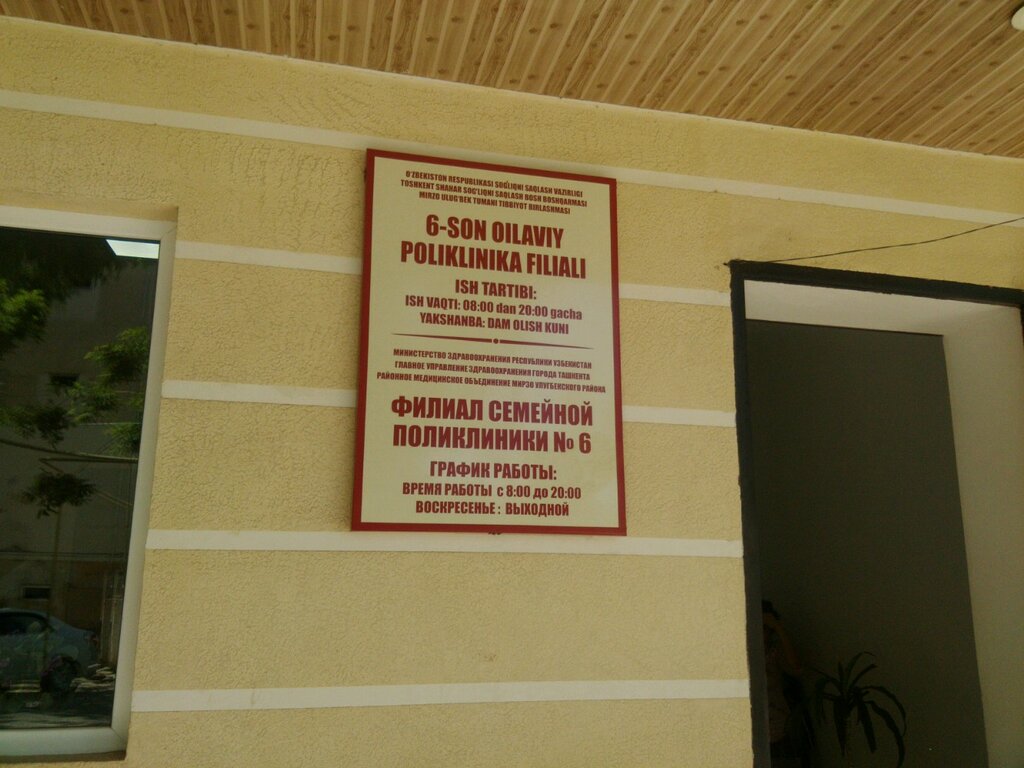 O'ZBEKISTON RESPUBLIKASI SOG'LIQNI SAQLASH VAZIRLIGI
TOSHKENT SHAHAR SOG'LIQNI SAQLASH BOSH BOSHQARMASI
MIRZO ULUG'BEK TUMANI TIBBIYOT BIRLASHMASI
6-SON OILAVIY
POLIKLINIKA FILIALI
ISH TARTIBI:
ISH VAQTI: 08:00 dan 20:00 gacha
YAKSHANBA: DAM OLISH KUNI
МИНИСТЕРСТВО ЗДРАВООХРАНЕНИЯ РЕСПУБЛИКИ УЗБЕКИСТАН
ГЛАВНОЕ УПРАВЛЕНИЕ ЗДРАВООХРАНЕНИЯ ГОРОДА ТАШКЕНТА
РАЙОННОЕ МЕДИЦИНСКОЕ ОБЪЕДИНЕНИЕ МИРЗО УЛУГБЕНСКОГО РАЙОНА
ФИЛИАЛ СЕМЕЙНОЙ
ПОЛИКЛИНИКИ № 6
ГРАФИК РАБОТЫ:
ВРЕМЯ РАБОТЫ с 8:00 до 20:00
ВОСКРЕСЕНЬЕ : ВЫХОДНОЙ